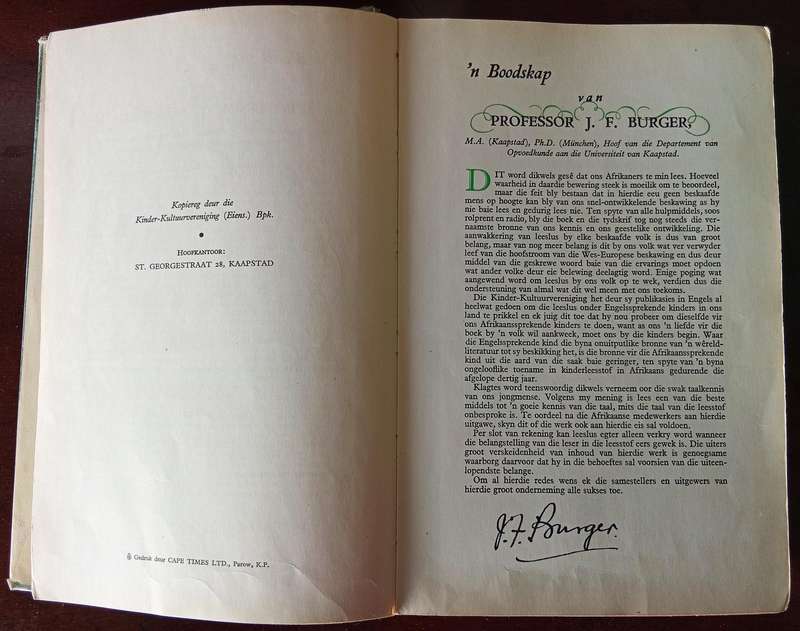 Kopiereg deur die
Kinder-Kultuurvereniging (Eiens.) Bpk.
•
HOOFKANTOOR:
ST. GEORGESTRAAT 28, KAAPSTAD
Gedruk deur CAPE TIMES LTD., Parow, K.P.
'n Boodskap
van
PROFESSOR J. F. BURGER,
M.A. (Kaapstad), Ph.D. (München), Hoof van die Departement van
Opvoedkunde aan die Universiteit van Kaapstad.
DIT word dikwels gesê dat ons Afrikaners te min lees. Hoeveel
waarheid in daardie bewering steek is moeilik om te beoordeel,
maar die feit bly bestaan dat in hierdie eeu geen beskaafde
mens op hoogte kan bly van ons snel-ontwikkelende beskawing as hy
nie baie lees en gedurig lees nie. Ten spyte van alle hulpmiddels, soos
rolprent en radio, bly die boek en die tydskrif tog nog steeds die ver-
naamste bronne van ons kennis en ons geestelike ontwikkeling. Die
aanwakkering van leeslus by elke beskaafde volk is dus van groot
belang, maar van nog meer belang is dit by ons volk wat ver verwyder
leef van die hoofstroom van die Wes-Europese beskawing en dus deur
middel van die geskrewe woord baie van die ervarings moet opdoen
wat ander volke deur eie belewing deelagtig word. Enige poging wat
aangewend word om leeslus by ons volk op te wek, verdien dus die
ondersteuning van almal wat dit wel meen met ons toekoms.
Die Kinder-Kultuurvereniging het deur sy publikasies in Engels al
heelwat gedoen om die leeslus onder Engelssprekende kinders in ons
land te prikkel en ek juig dit toe dat hy nou probeer om dieselfde vir
ons Afrikaanssprekende kinders te doen, want as ons 'n liefde vir die
boek by 'n volk wil aankweek, moet ons by die kinders begin. Waar
die Engelssprekende kind die byna onuitputlike bronne van 'n wêreld-
literatuur tot sy beskikking het, is die bronne vir die Afrikaanssprekende
kind uit die aard van die saak baie geringer, ten spyte van 'n byna
ongelooflike toename in kinderleesstof in Afrikaans gedurende die
afgelope dertig jaar.
Klagtes word teenswoordig dikwels verneem oor die swak taalkennis
van ons jongmense. Volgens my mening is lees een van die beste
middels tot 'n goeie kennis van die taal, mits die taal van die leesstof
onbesproke is. Te oordeel na die Afrikaanse medewerkers aan hierdie
uitgawe, skyn dit of die werk ook aan hierdie eis sal voldoen.
Per slot van rekening kan leeslus egter alleen verkry word wanneer
die belangstelling van die leser in die leesstof eers gewek is. Die uiters
groot verskeidenheid van inhoud van hierdie werk is genoegsame
waarborg daarvoor dat hy in die behoeftes sal voorsien van die uiteen-
lopendste belange.
Om al hierdie redes wens ek die samestellers en uitgewers van
hierdie groot onderneming alle sukses toe.
J. F. Burger.